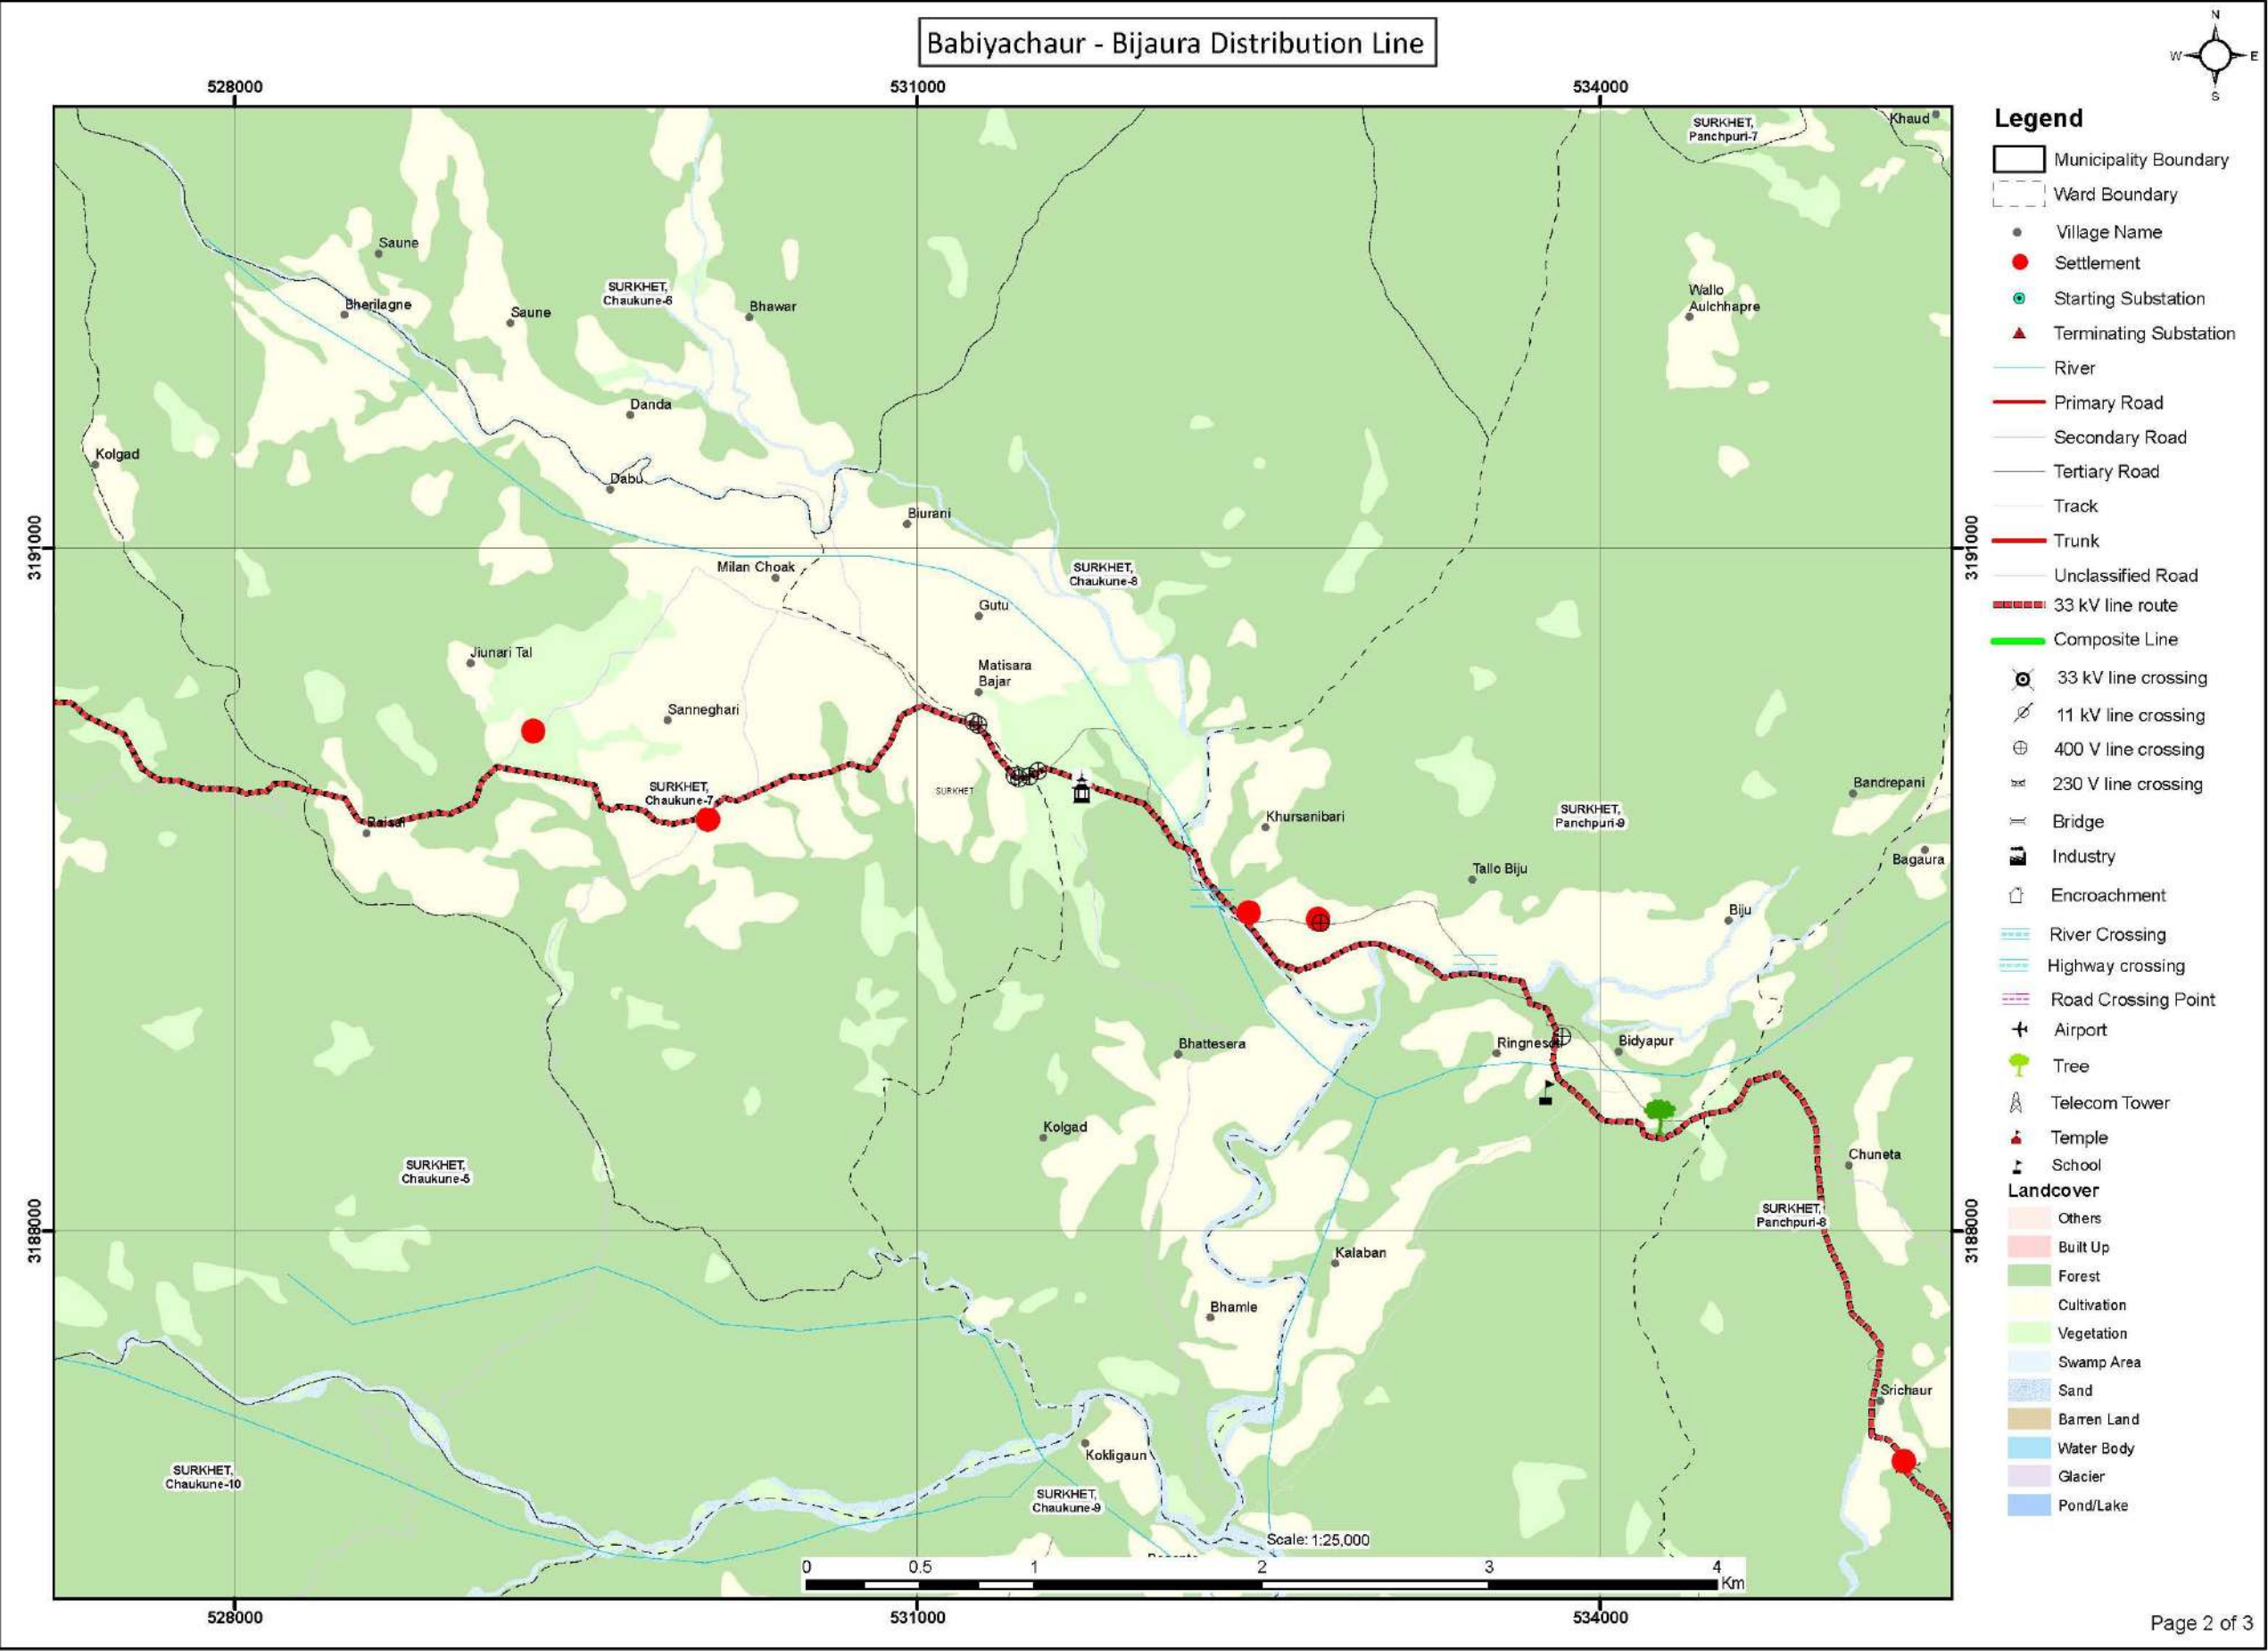 Babiyachaur - Bijaura Distribution Line
N
W
E
S
528000
531000
534000
SURKHET,
Panchpuri-7
Khaud
Saune
Bherilagne
Saune
SURKHET,
Chaukune-6
Bhawar
Wallo
Aulchhapre
Danda
Kolgad
Dabu
Biurani
3191000
3191000
Milan Choak
SURKHET,
Chaukune-8
Gutu
Jiunari Tal
Matisara
Bajar
Sanneghari
SURKHET,
Chaukune-7
SURKHET
Bandrepani
Khursanibari
SURKHET,
Panchpuri-9
Bagaura
Tallo Biju
Biju
Bhattesera
Bidyapur
Kolgad
Chuneta
SURKHET,
Chaukune-5
SURKHET,
Panchpuri-8
3188000
3188000
Kalaban
Bhamle
Srichaur
Kokligaun
SURKHET,
Chaukune-10
SURKHET,
Chaukune-9
Scale: 1:25,000
0 0.5 1 2 3 4
Km
528000
531000
534000
Legend
Municipality Boundary
Ward Boundary
Village Name
Settlement
Starting Substation
Terminating Substation
River
Primary Road
Secondary Road
Tertiary Road
Track
Trunk
Unclassified Road
33 kV line route
Composite Line
33 kV line crossing
11 kV line crossing
400 V line crossing
230 V line crossing
Bridge
Industry
Encroachment
River Crossing
Highway crossing
Road Crossing Point
Airport
Tree
Telecom Tower
Temple
School
Landcover
Others
Built Up
Forest
Cultivation
Vegetation
Swamp Area
Sand
Barren Land
Water Body
Glacier
Pond/Lake
Page 2 of 3